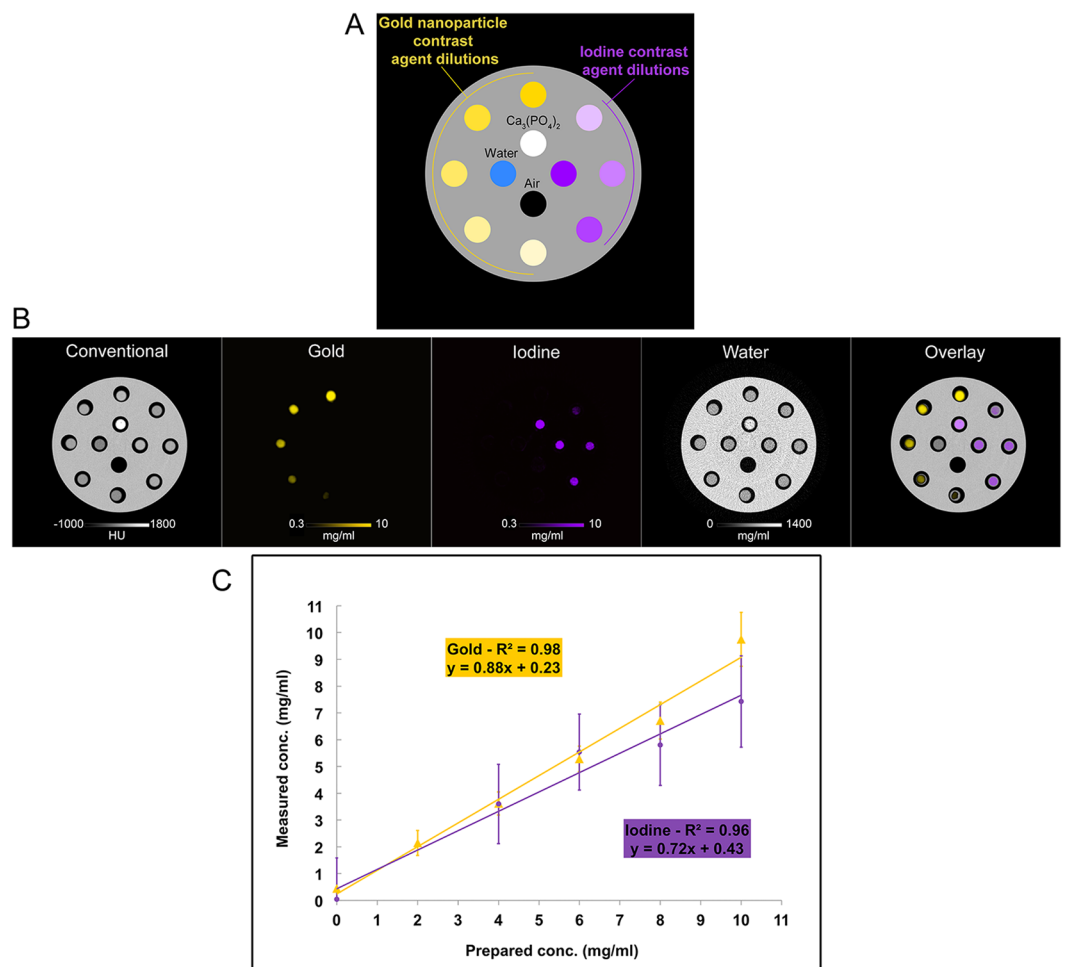 A
Gold nanoparticle
contrast
agent dilutions
Iodine contrast
agent dilutions
Ca₃(PO₄)₂
Water
Air
B
Conventional
Gold
Iodine
Water
Overlay
-1000 1800
HU
0.3 10
mg/ml
0.3 10
mg/ml
0 1400
mg/ml
C
Measured conc. (mg/ml)
11
10
9
8
7
6
5
4
3
2
1
0
Gold - R² = 0.98
y = 0.88x + 0.23
Iodine - R² = 0.96
y = 0.72x + 0.43
0 1 2 3 4 5 6 7 8 9 10 11
Prepared conc. (mg/ml)